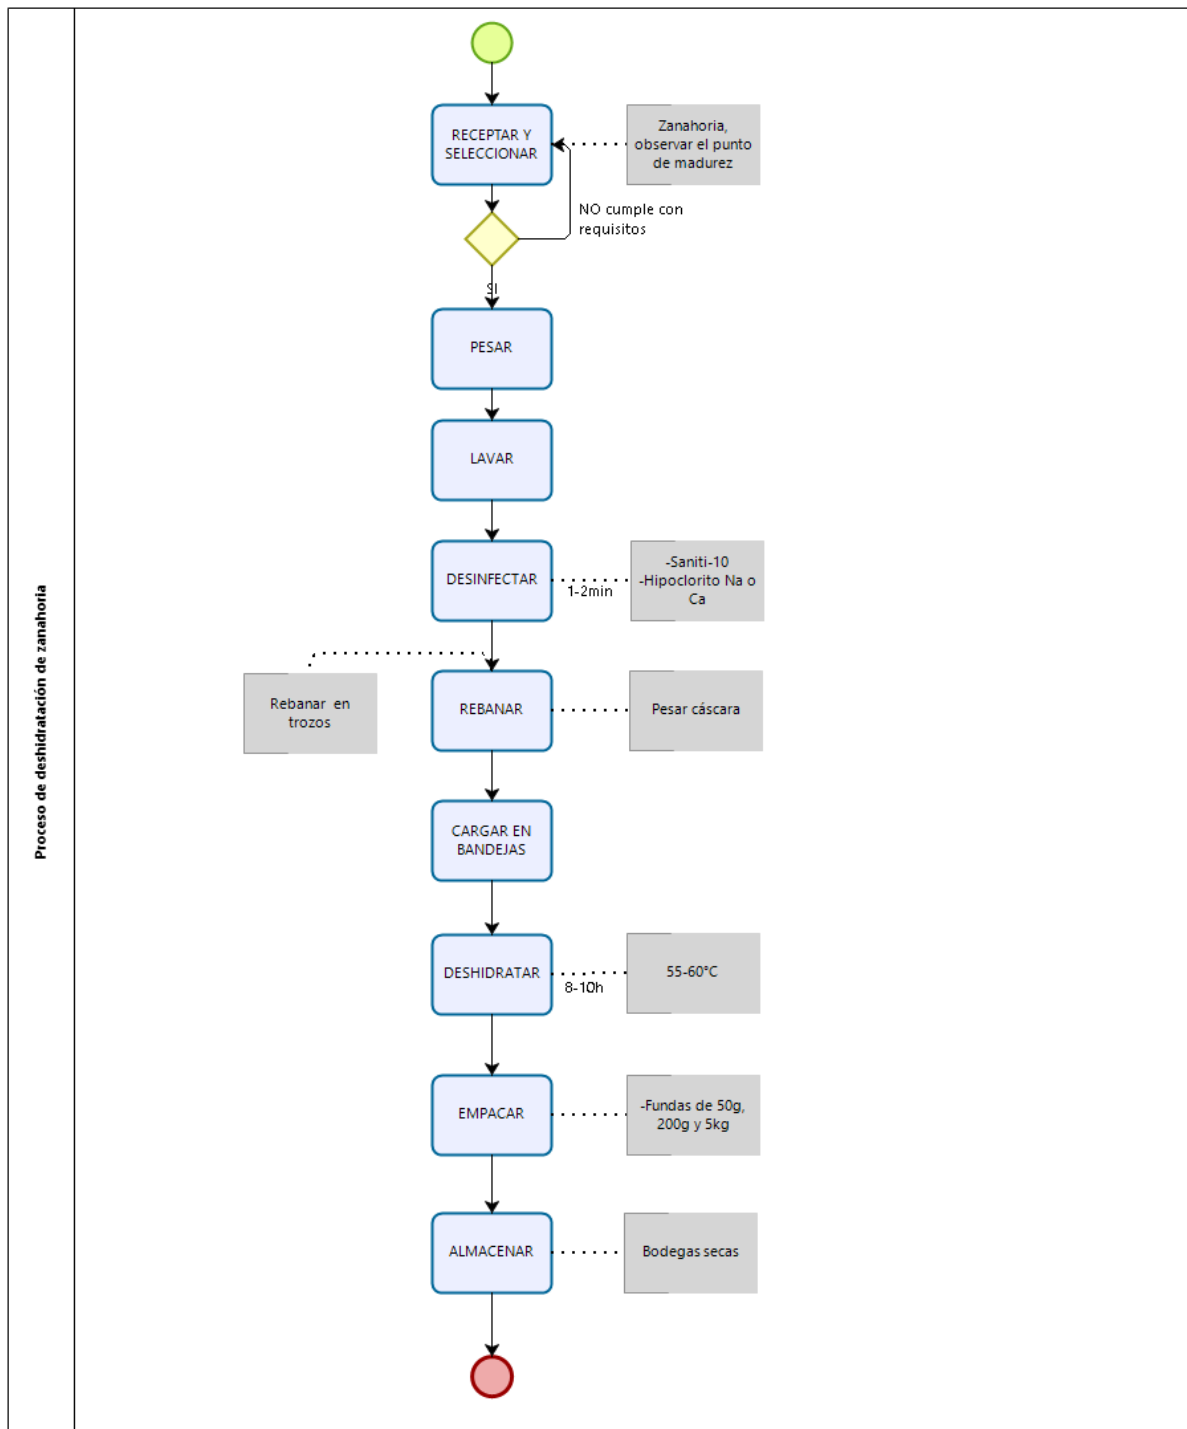 Proceso de deshidratación de zanahoria
RECEPTAR Y
SELECCIONAR
Zanahoria,
observar el punto
de madurez
NO cumple con
requisitos
SI
PESAR
LAVAR
DESINFECTAR
1-2min
-Saniti-10
-Hipoclorito Na o
Ca
Rebanar en
trozos
REBANAR
Pesar cáscara
CARGAR EN
BANDEJAS
DESHIDRATAR
8-10h
55-60°C
EMPACAR
-Fundas de 50g,
200g y 5kg
ALMACENAR
Bodegas secas